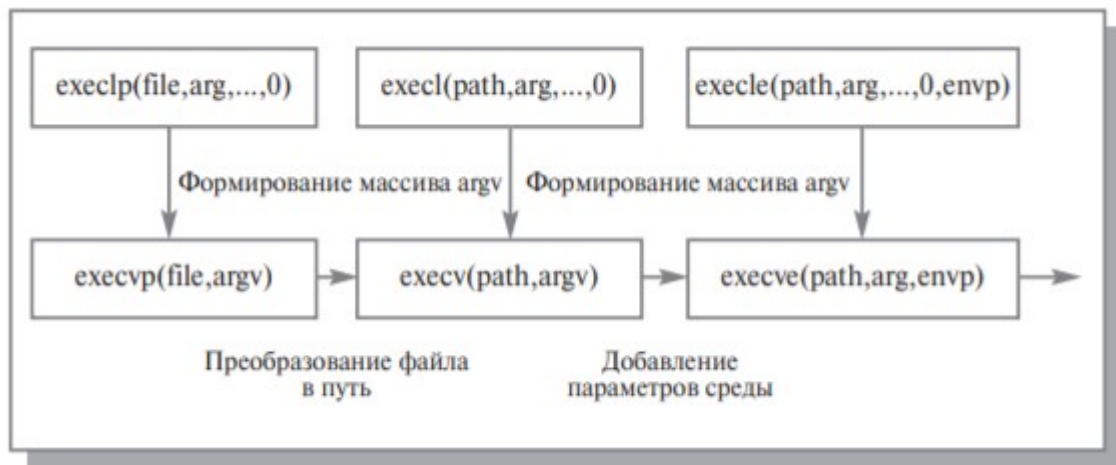 execlp(file,arg,...,0)
execl(path,arg,...,0)
execle(path,arg,...,0,envp)
Формирование массива argv
Формирование массива argv
execvp(file,argv)
execv(path,argv)
execve(path,arg,envp)
Преобразование файла
в путь
Добавление
параметров среды